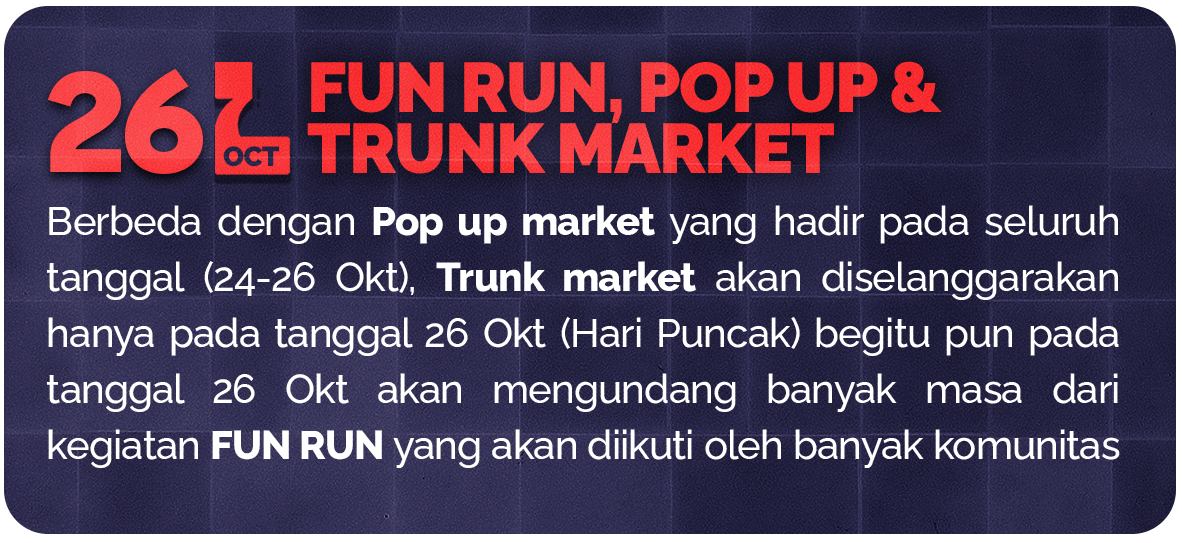 26 OCT
FUN RUN, POP UP &
TRUNK MARKET
Berbeda dengan Pop up market yang hadir pada seluruh
tanggal (24-26 Okt), Trunk market akan diselanggarakan
hanya pada tanggal 26 Okt (Hari Puncak) begitu pun pada
tanggal 26 Okt akan mengundang banyak masa dari
kegiatan FUN RUN yang akan diikuti oleh banyak komunitas